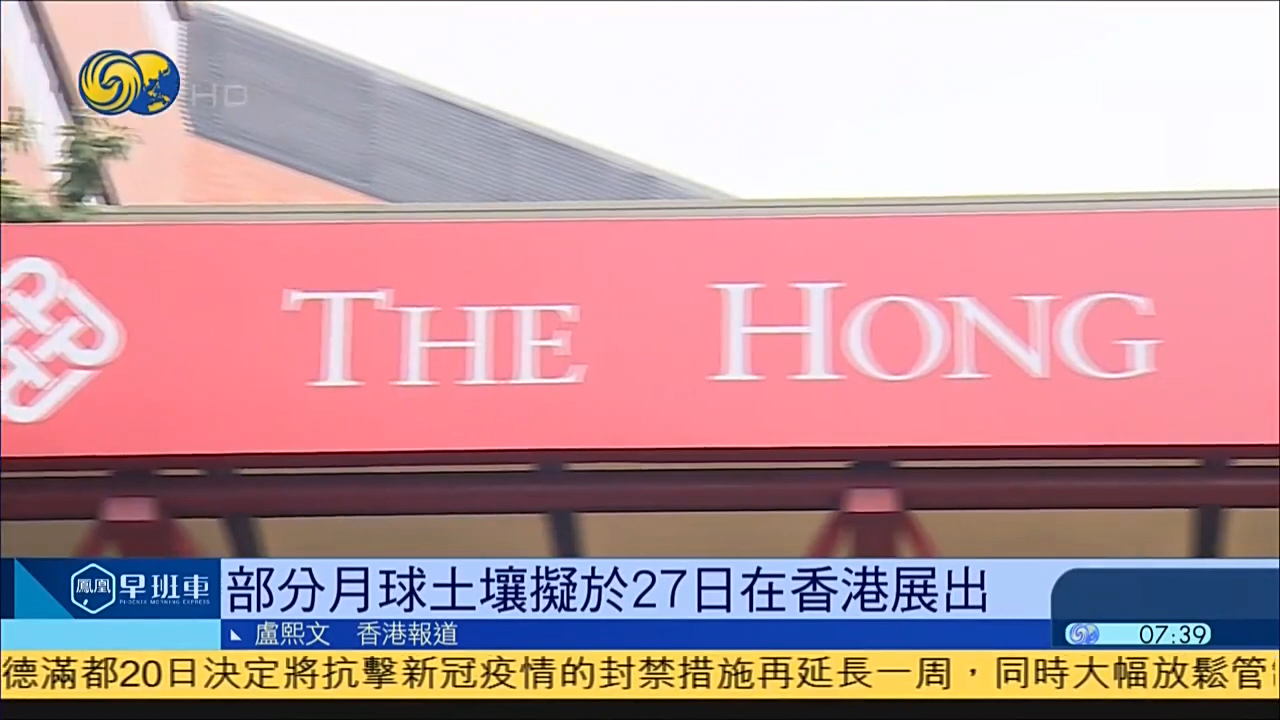 HD
THE HONG
鳳凰早班車
PHOENIX MORNING EXPRESS
部分月球土壤擬於27日在香港展出
盧熙文 香港報道
07:39
德滿都20日決定將抗擊新冠疫情的封禁措施再延長一周，同時大幅放鬆管